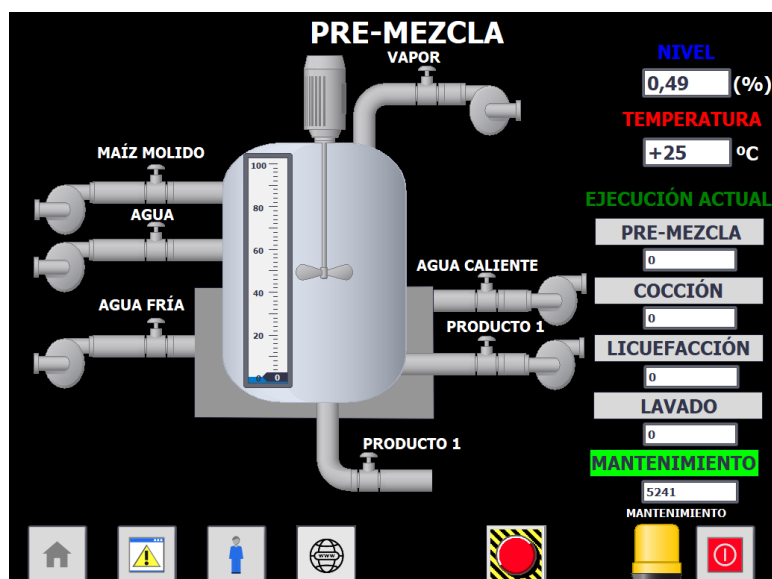 PRE-MEZCLA
VAPOR
NIVEL
0,49 (%)
TEMPERATURA
+25 ºC
MAÍZ MOLIDO
AGUA
AGUA FRÍA
100
80
60
40
20
0 0
AGUA CALIENTE
PRODUCTO 1
PRODUCTO 1
EJECUCIÓN ACTUAL
PRE-MEZCLA
0
COCCIÓN
0
LICUEFACCIÓN
0
LAVADO
0
MANTENIMIENTO
5241
MANTENIMIENTO
WWW